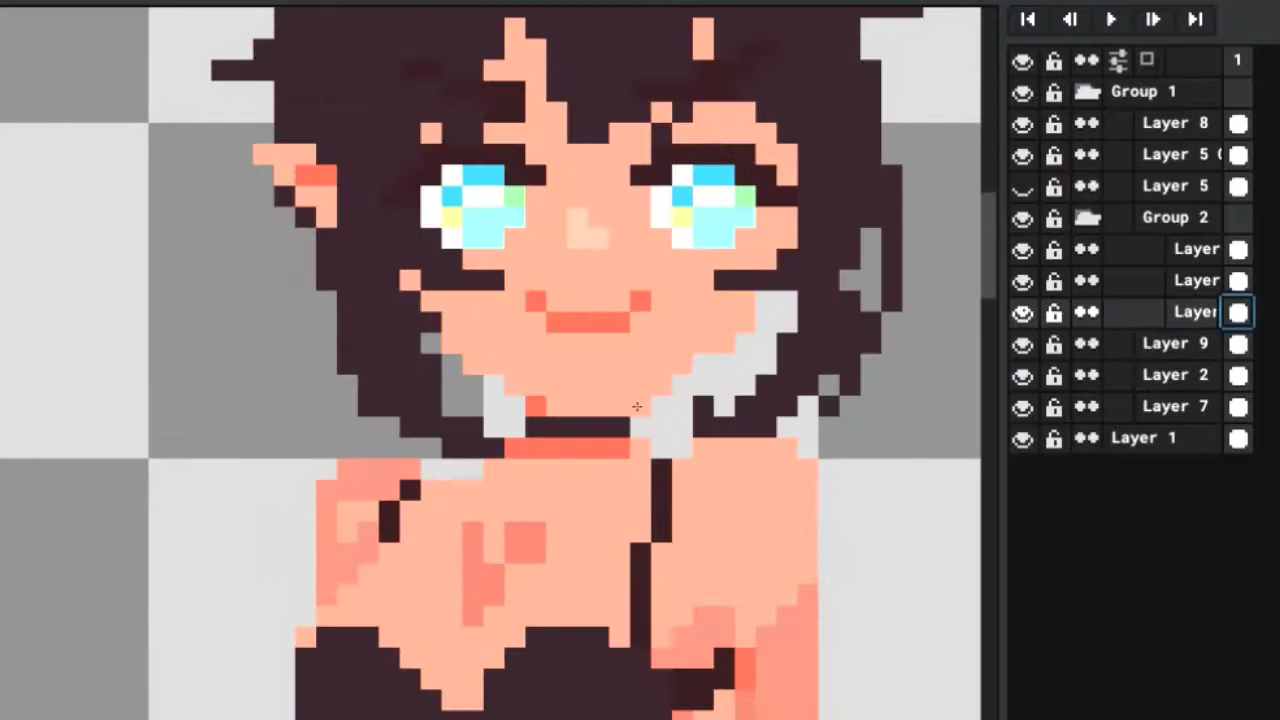 1
Group 1
Layer 8
Layer 5
Layer 5
Group 2
Layer
Layer
Layer
Layer 9
Layer 2
Layer 7
Layer 1